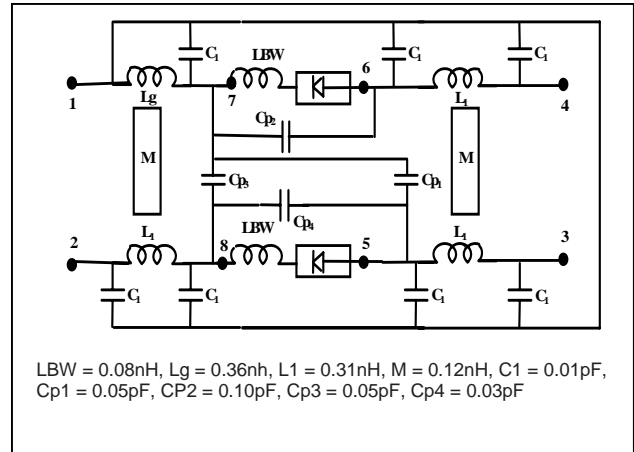 LBW
6
C1
C1
C1
1
Lg
7
L1
4
Cp2
M
M
Cp3
Cp1
Cp4
2
L1
8
LBW
5
L1
3
C1
C1
C1
C1
LBW = 0.08nH, Lg = 0.36nh, L1 = 0.31nH, M = 0.12nH, C1 = 0.01pF,
Cp1 = 0.05pF, CP2 = 0.10pF, Cp3 = 0.05pF, Cp4 = 0.03pF